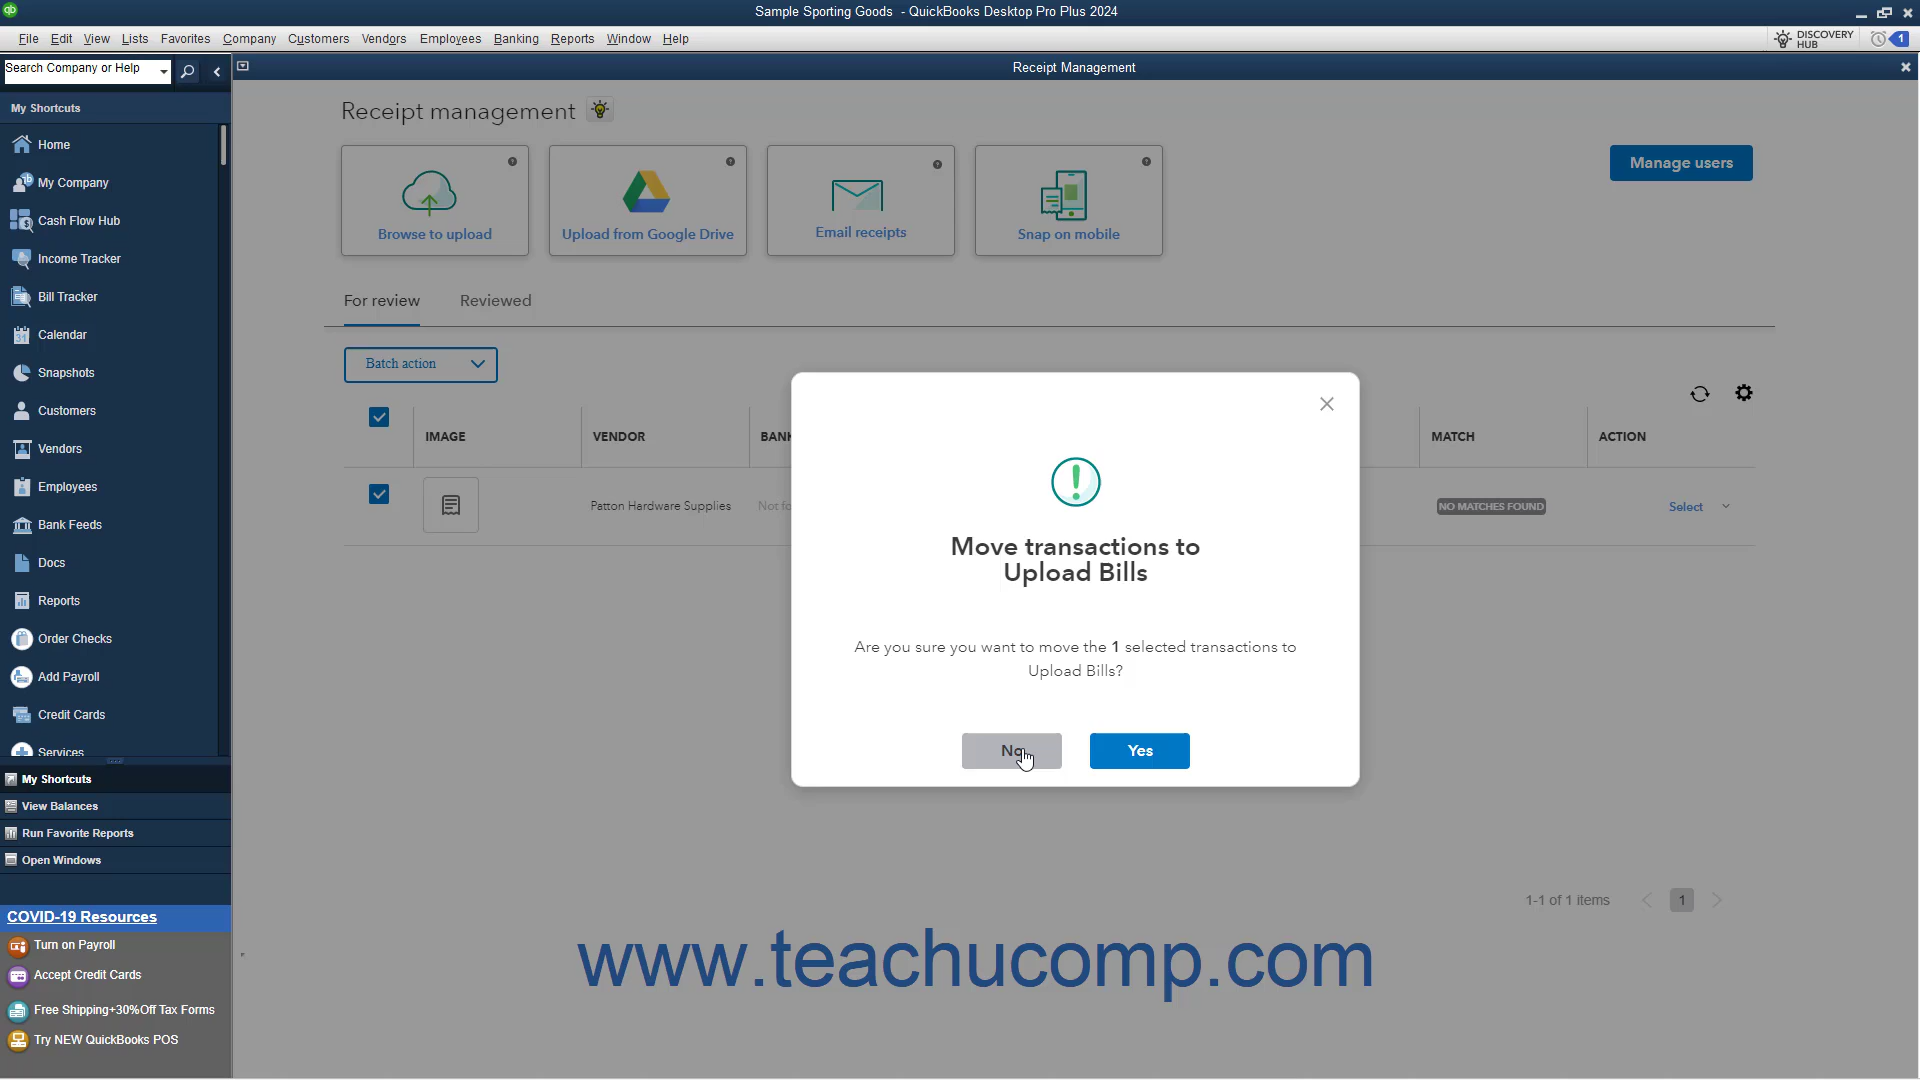 qb
Sample Sporting Goods - QuickBooks Desktop Pro Plus 2024
File Edit View Lists Favorites Company Customers Vendors Employees Banking Reports Window Help
DISCOVERY
HUB
1
Search Company or Help
Receipt Management
My Shortcuts
Home
My Company
Cash Flow Hub
Income Tracker
Bill Tracker
Calendar
Snapshots
Customers
Vendors
Employees
Bank Feeds
Docs
Reports
Order Checks
Add Payroll
Credit Cards
Services
My Shortcuts
View Balances
Run Favorite Reports
Open Windows
COVID-19 Resources
Turn on Payroll
Accept Credit Cards
Free Shipping+30%Off Tax Forms
Try NEW QuickBooks POS
Receipt management
Manage users
Browse to upload
Upload from Google Drive
Email receipts
Snap on mobile
For review Reviewed
Batch action
IMAGE VENDOR BANK MATCH ACTION
Patton Hardware Supplies Not fo NO MATCHES FOUND Select
Move transactions to
Upload Bills
Are you sure you want to move the 1 selected transactions to
Upload Bills?
No Yes
1-1 of 1 items 1
www.teachucomp.com